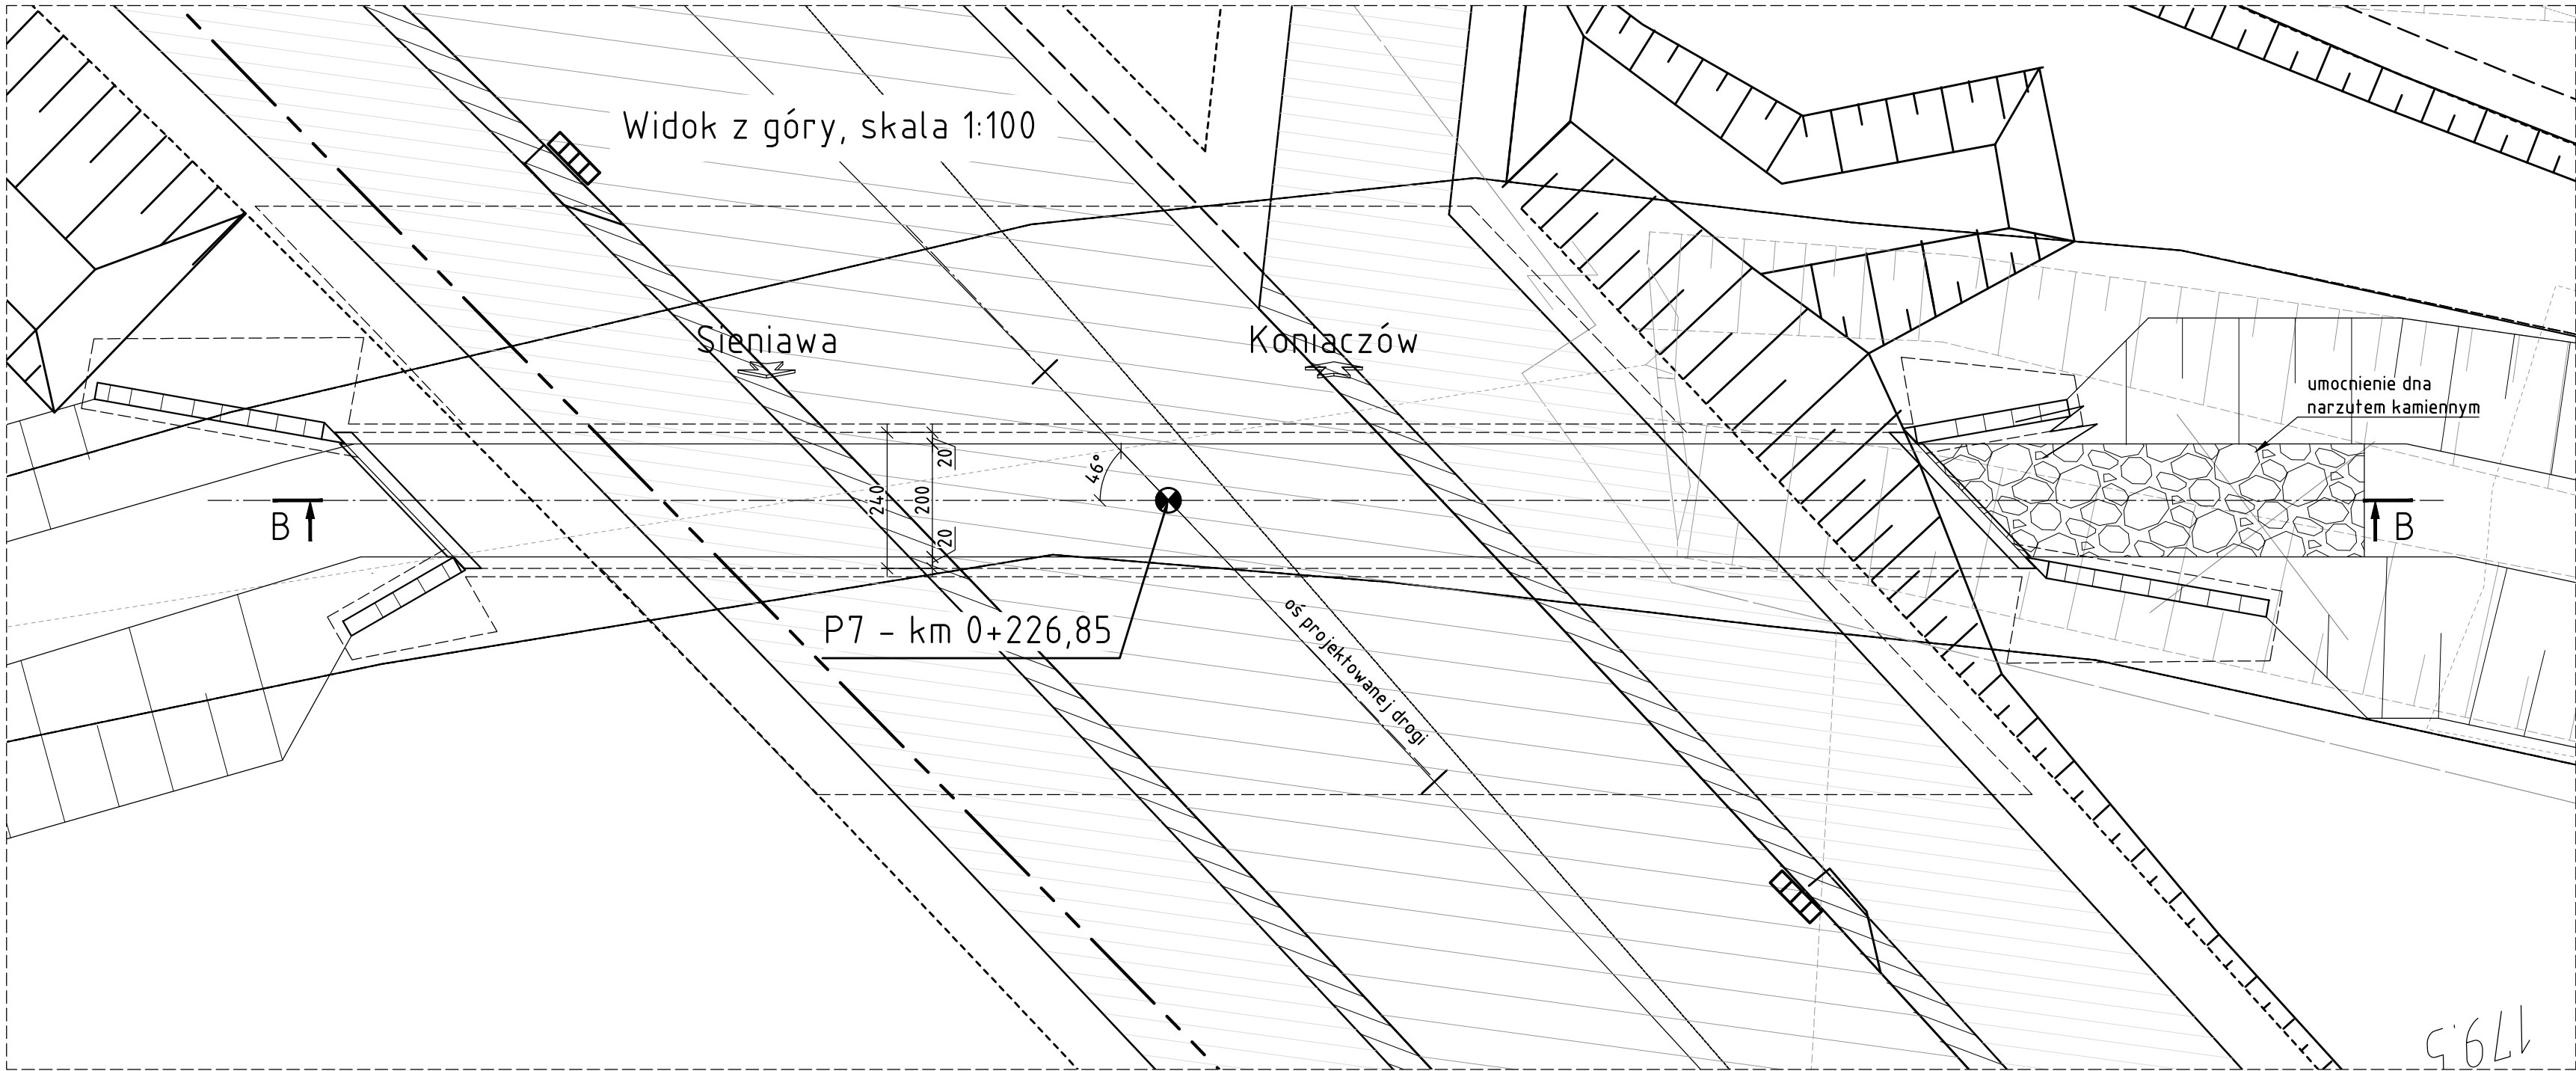 Widok z góry, skala 1:100
Sieniawa
Koniaczów
umocnienie dna
narzutem kamiennym
20
46°
240
200
20
B
B
P7 - km 0+226,85
oś projektowanej drogi
179.5